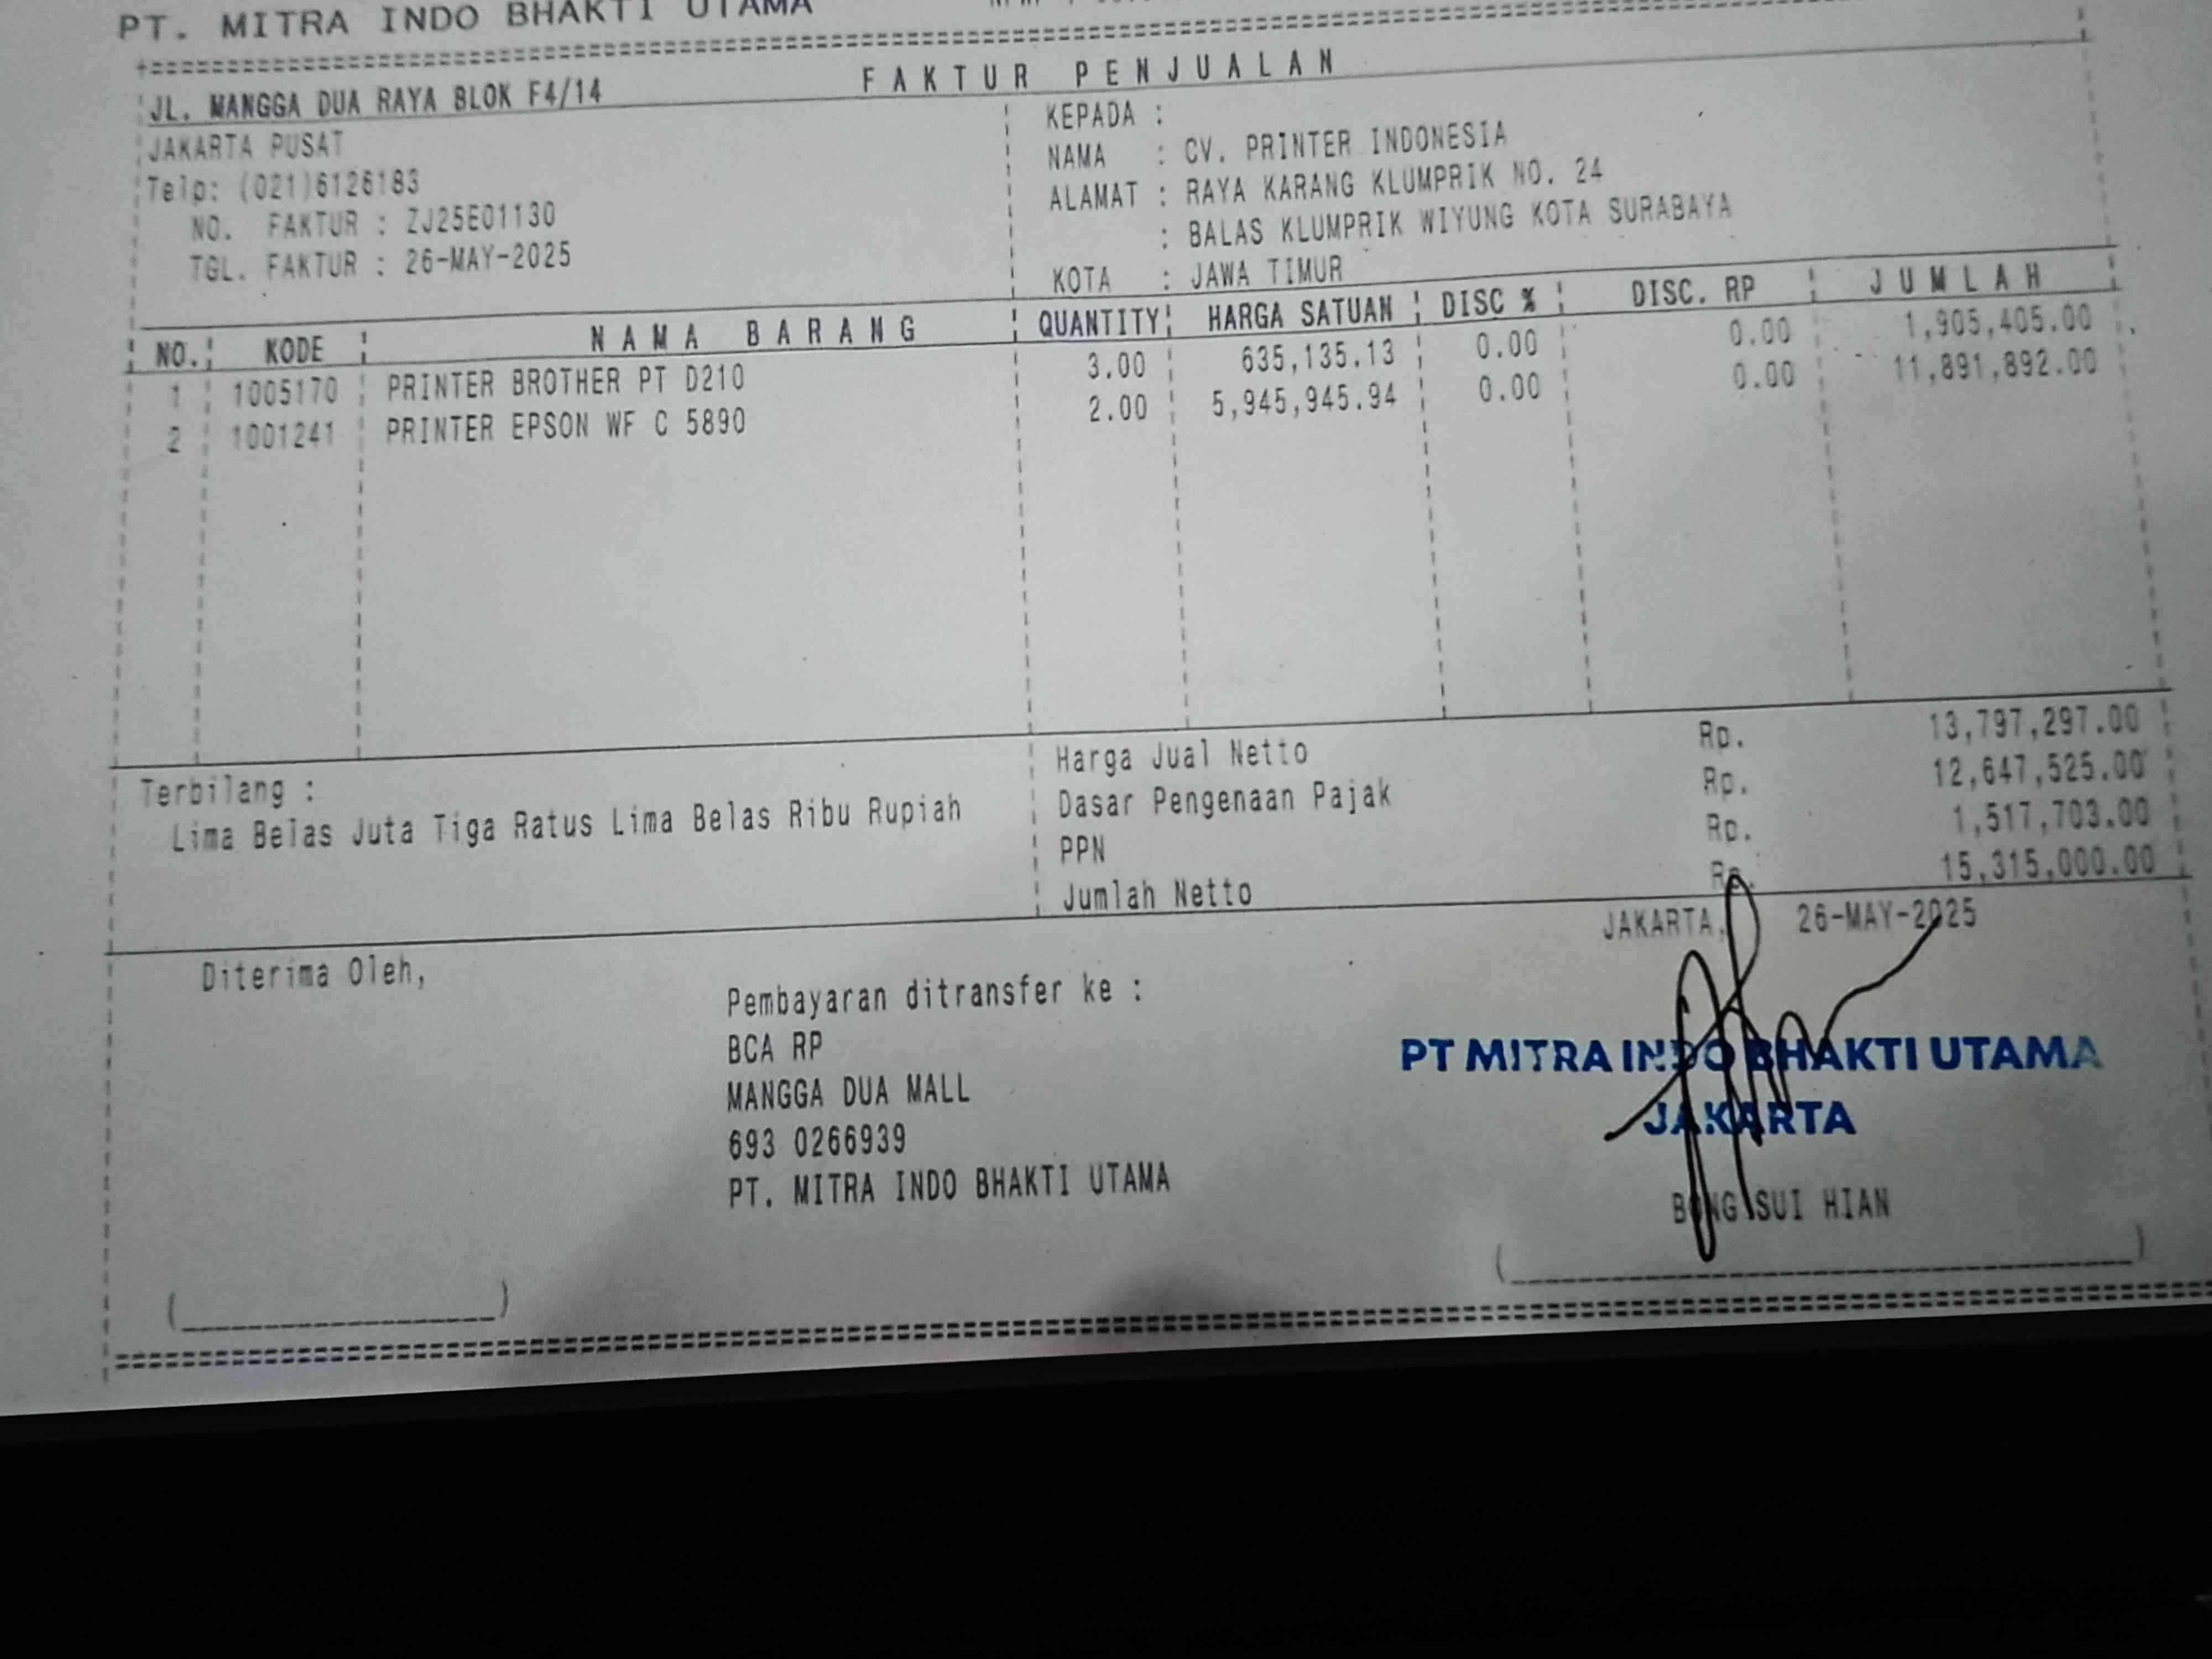 PT. MITRA INDO BHAKTI UTAMA
FAKTUR PENJUALAN
JL. MANGGA DUA RAYA BLOK F4/14
JAKARTA PUSAT
Telp: (021)6126183
NO. FAKTUR : ZJ25E01130
TGL. FAKTUR : 26-MAY-2025
KEPADA :
NAMA : CV. PRINTER INDONESIA
ALAMAT : RAYA KARANG KLUMPRIK NO. 24
: BALAS KLUMPRIK WIYUNG KOTA SURABAYA
KOTA : JAWA TIMUR
NO. KODE NAMA BARANG QUANTITY HARGA SATUAN DISC % DISC. RP JUMLAH
1 1005170 PRINTER BROTHER PT D210 3.00 635,135.13 0.00 0.00 1,905,405.00
2 1001241 PRINTER EPSON WF C 5890 2.00 5,945,945.94 0.00 0.00 11,891,892.00
Terbilang :
Lima Belas Juta Tiga Ratus Lima Belas Ribu Rupiah
Harga Jual Netto Rp. 13,797,297.00
Dasar Pengenaan Pajak Rp. 12,647,525.00
PPN Rp. 1,517,703.00
Jumlah Netto Rp. 15,315,000.00
JAKARTA, 26-MAY-2025
Diterima Oleh,
Pembayaran ditransfer ke :
BCA RP
MANGGA DUA MALL
693 0266939
PT. MITRA INDO BHAKTI UTAMA
PT MITRA INDO BHAKTI UTAMA
JAKARTA
BONG SUI HIAN